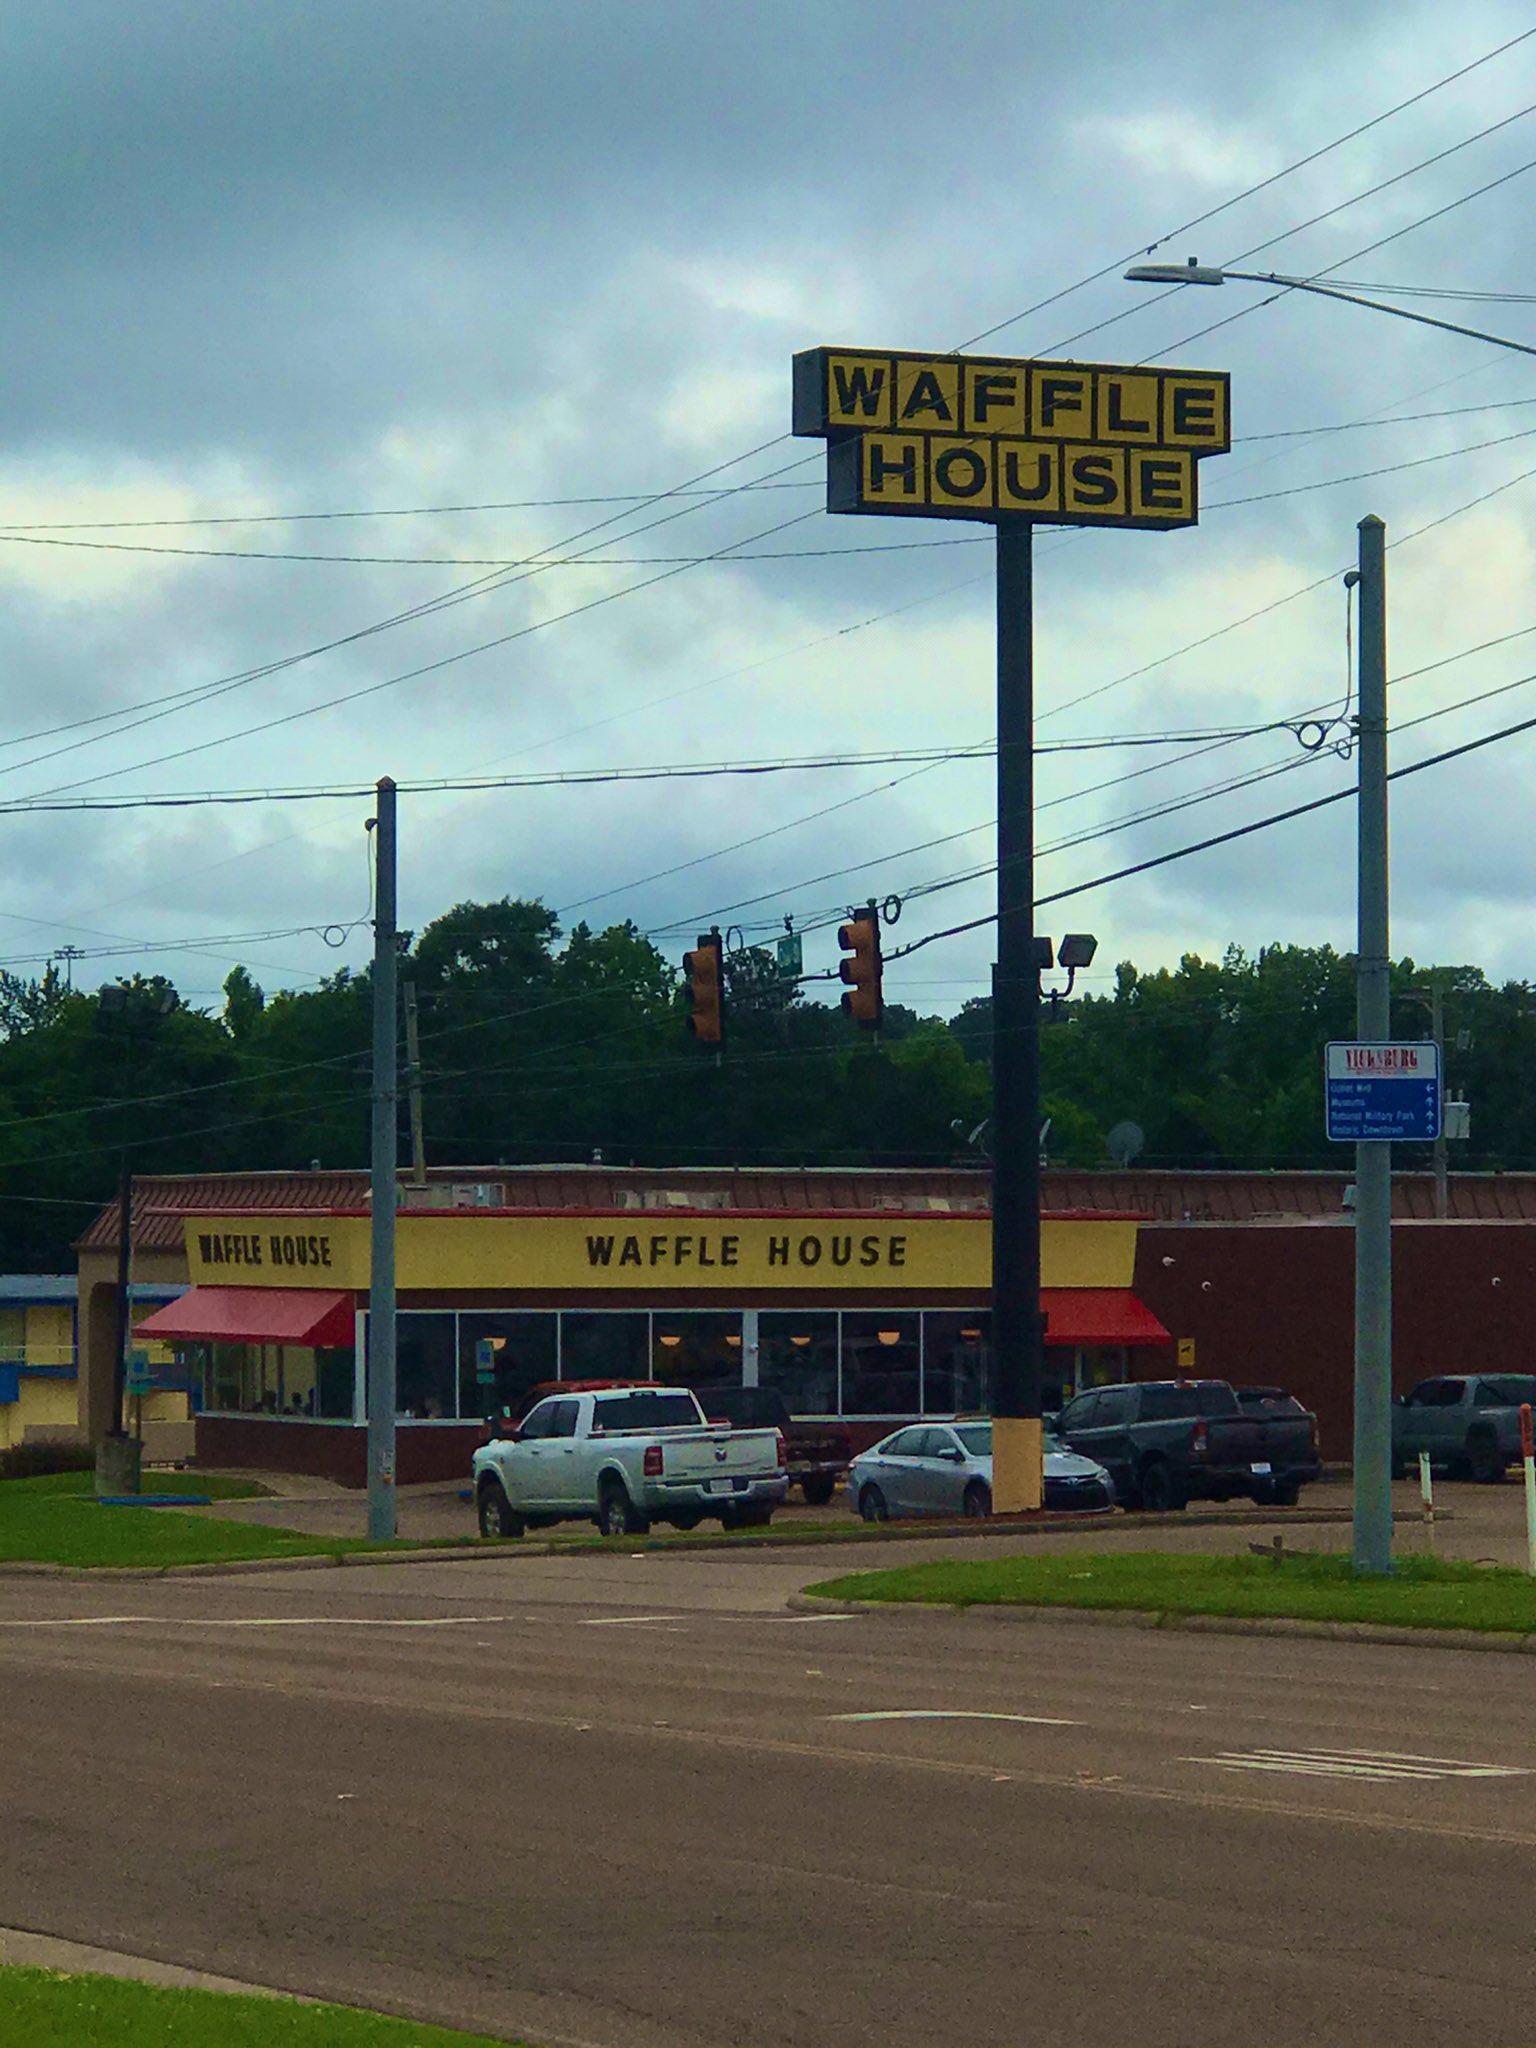 WAFFLE
HOUSE
VICKSBURG
Outlet Mall
Museums
National Military Park
Historic Downtown
WAFFLE HOUSE
WAFFLE HOUSE